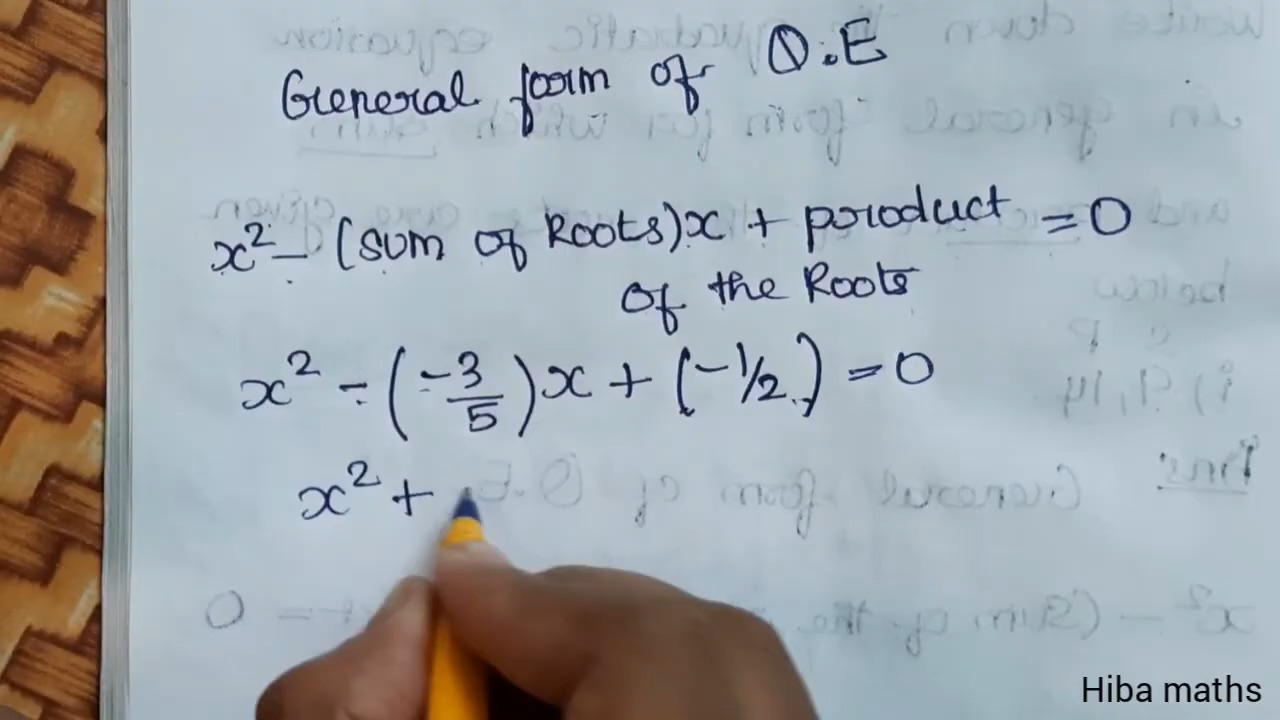 General form of Q.E
x² - (sum of Roots)x + product = 0
of the Roots
x² - (-3/5)x + (-1/2) = 0
x² +
Hiba maths